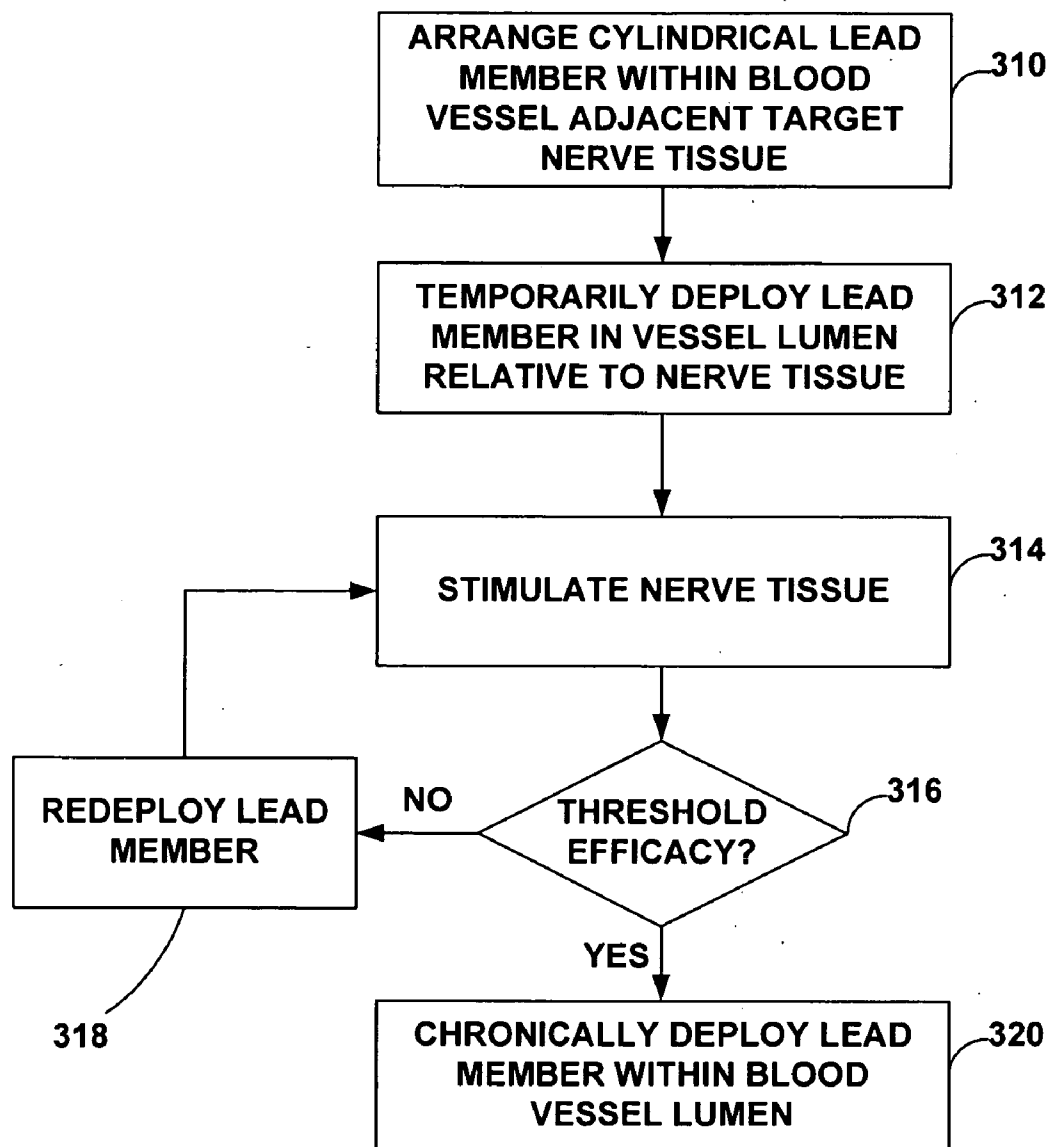 ARRANGE CYLINDRICAL LEAD
MEMBER WITHIN BLOOD
VESSEL ADJACENT TARGET
NERVE TISSUE
310
TEMPORARILY DEPLOY LEAD
MEMBER IN VESSEL LUMEN
RELATIVE TO NERVE TISSUE
312
STIMULATE NERVE TISSUE
314
THRESHOLD
EFFICACY?
316
NO
REDEPLOY LEAD
MEMBER
318
YES
CHRONICALLY DEPLOY LEAD
MEMBER WITHIN BLOOD
VESSEL LUMEN
320